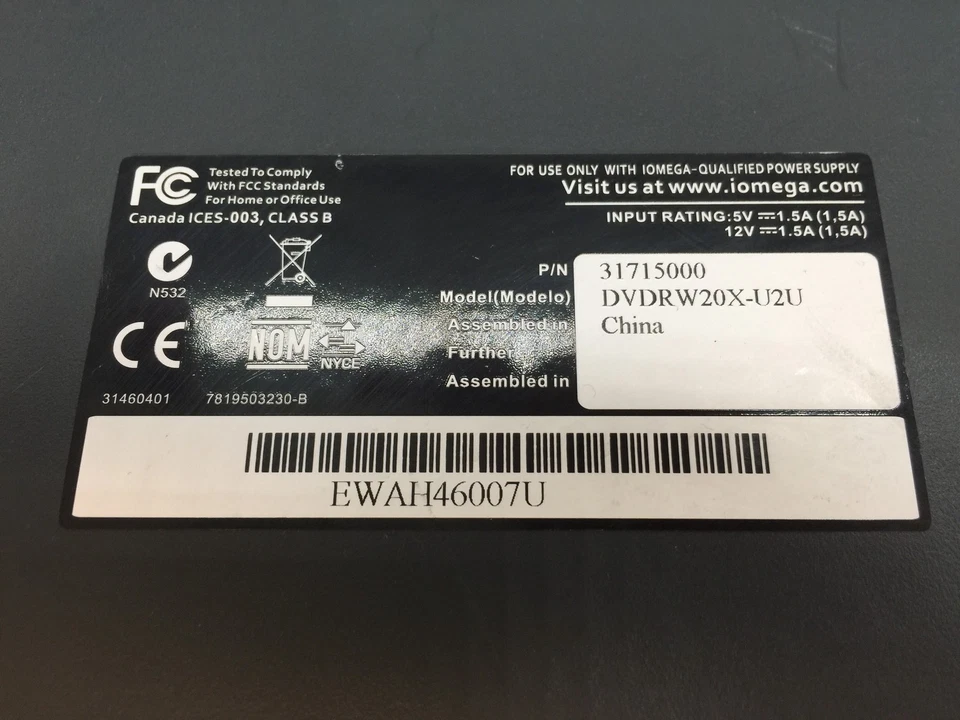 FC Tested To Comply
With FCC Standards
For Home or Office Use
Canada ICES-003, CLASS B
FOR USE ONLY WITH IOMEGA-QUALIFIED POWER SUPPLY
Visit us at www.iomega.com
INPUT RATING: 5V ⎓1.5A (1,5A)
12V ⎓1.5A (1,5A)
N532
CE
NOM
NYCE
31460401 7819503230-B
P/N 31715000
Model(Modelo) DVDRW20X-U2U
Assembled in China
Further
Assembled in
EWAH46007U